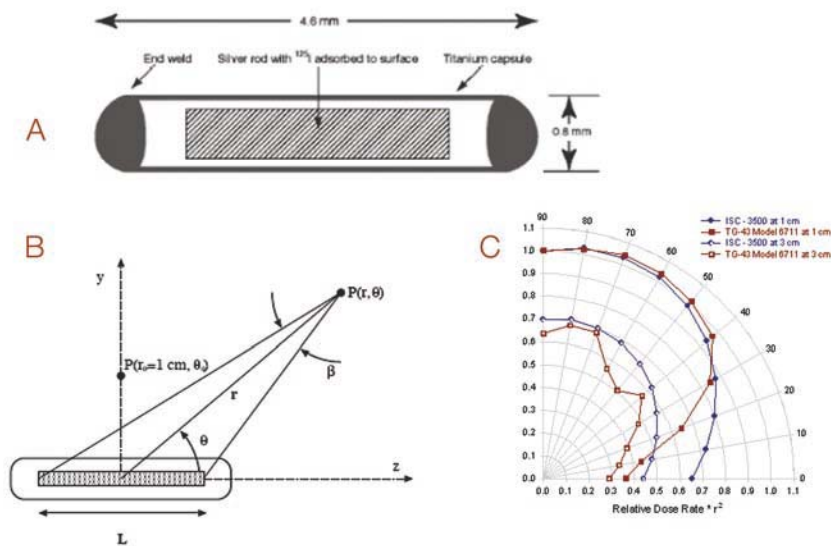 4.6 mm
End weld
Silver rod with ¹²⁵I adsorbed to surface
Titanium capsule
A
0.8 mm
B
y
P(r,θ)
P(r₀=1 cm, θ₀)
β
r
θ
z
L
C
ISC - 3500 at 1 cm
TG-43 Model 6711 at 1 cm
ISC - 3500 at 3 cm
TG-43 Model 6711 at 3 cm
90
80
70
60
50
40
30
20
10
0
1.1
1.0
0.9
0.8
0.7
0.6
0.5
0.4
0.3
0.2
0.1
0.0
0.0 0.1 0.2 0.3 0.4 0.5 0.6 0.7 0.8 0.9 1.0 1.1
Relative Dose Rate * r²